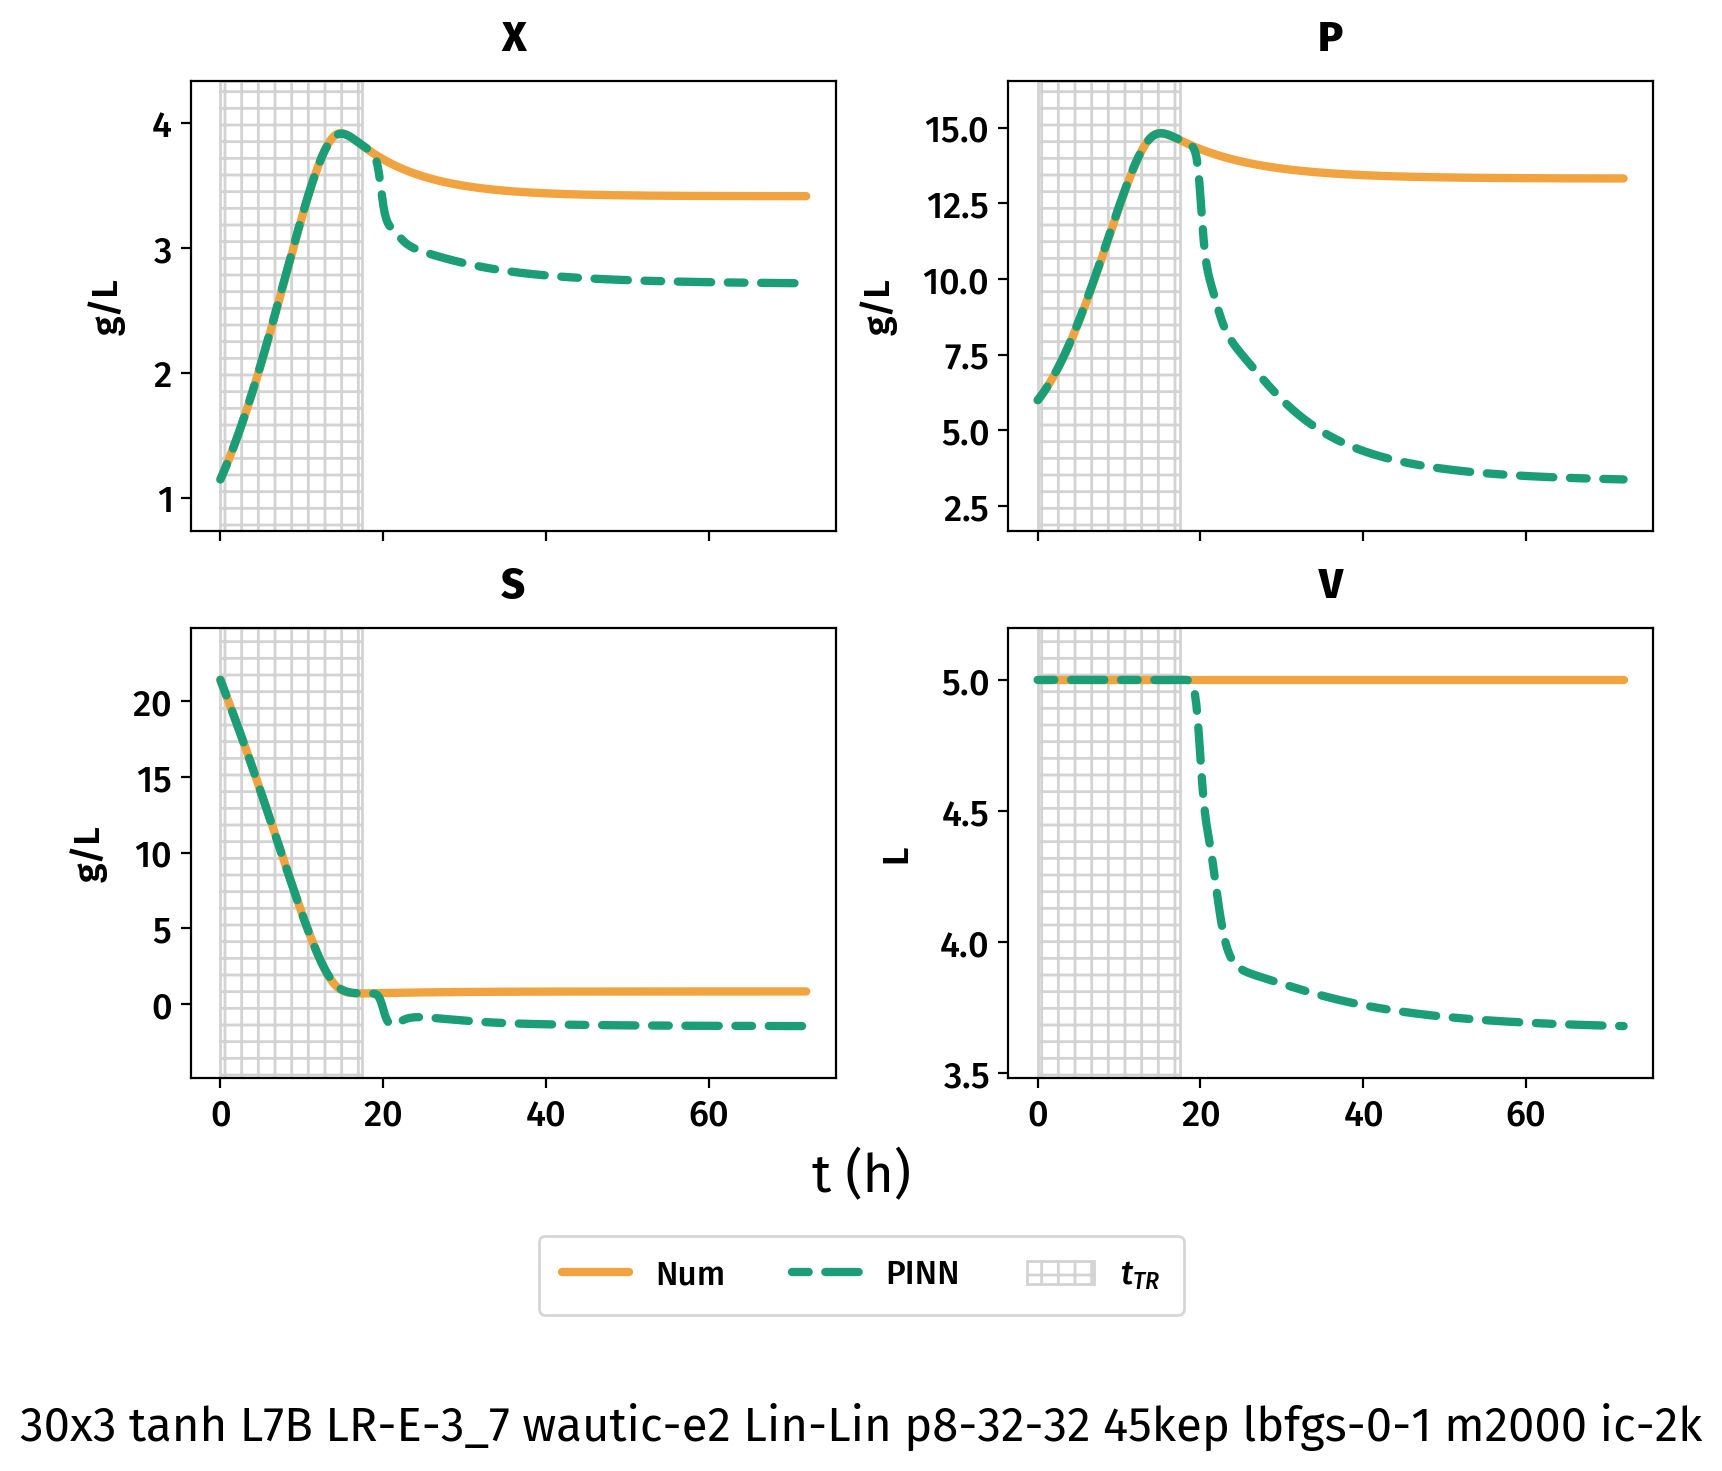 X
P
4
3
2
1
g/L
15.0
12.5
10.0
7.5
5.0
2.5
g/L
S
V
20
15
10
5
0
g/L
5.0
4.5
4.0
3.5
L
0 20 40 60
0 20 40 60
t (h)
Num PINN t_TR
30x3 tanh L7B LR-E-3_7 wautic-e2 Lin-Lin p8-32-32 45kep lbfgs-0-1 m2000 ic-2k